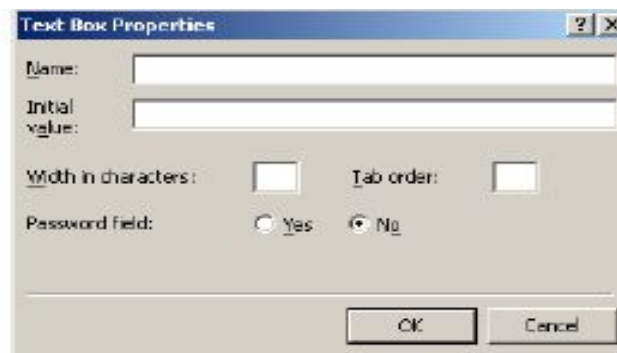 Text Box Properties ? X
Name:
Initial
value:
Width in characters: Tab order:
Password field: Yes No
OK Cancel